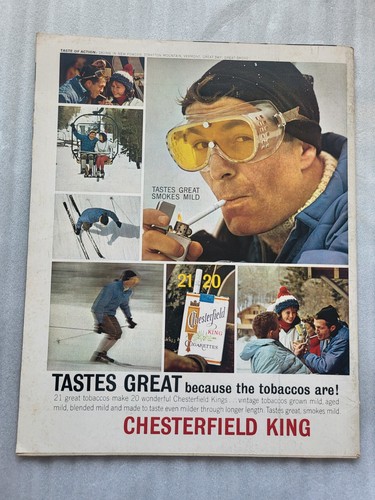 TASTE OF ACTION:
TASTES GREAT
SMOKES MILD
21 20
Chesterfield
KING
CIGARETTES
TASTES GREAT because the tobaccos are!
21 great tobaccos make 20 wonderful Chesterfield Kings... vintage tobaccos grown mild, aged
mild, blended mild and made to taste even milder through longer length. Tastes great, smokes mild.
CHESTERFIELD KING